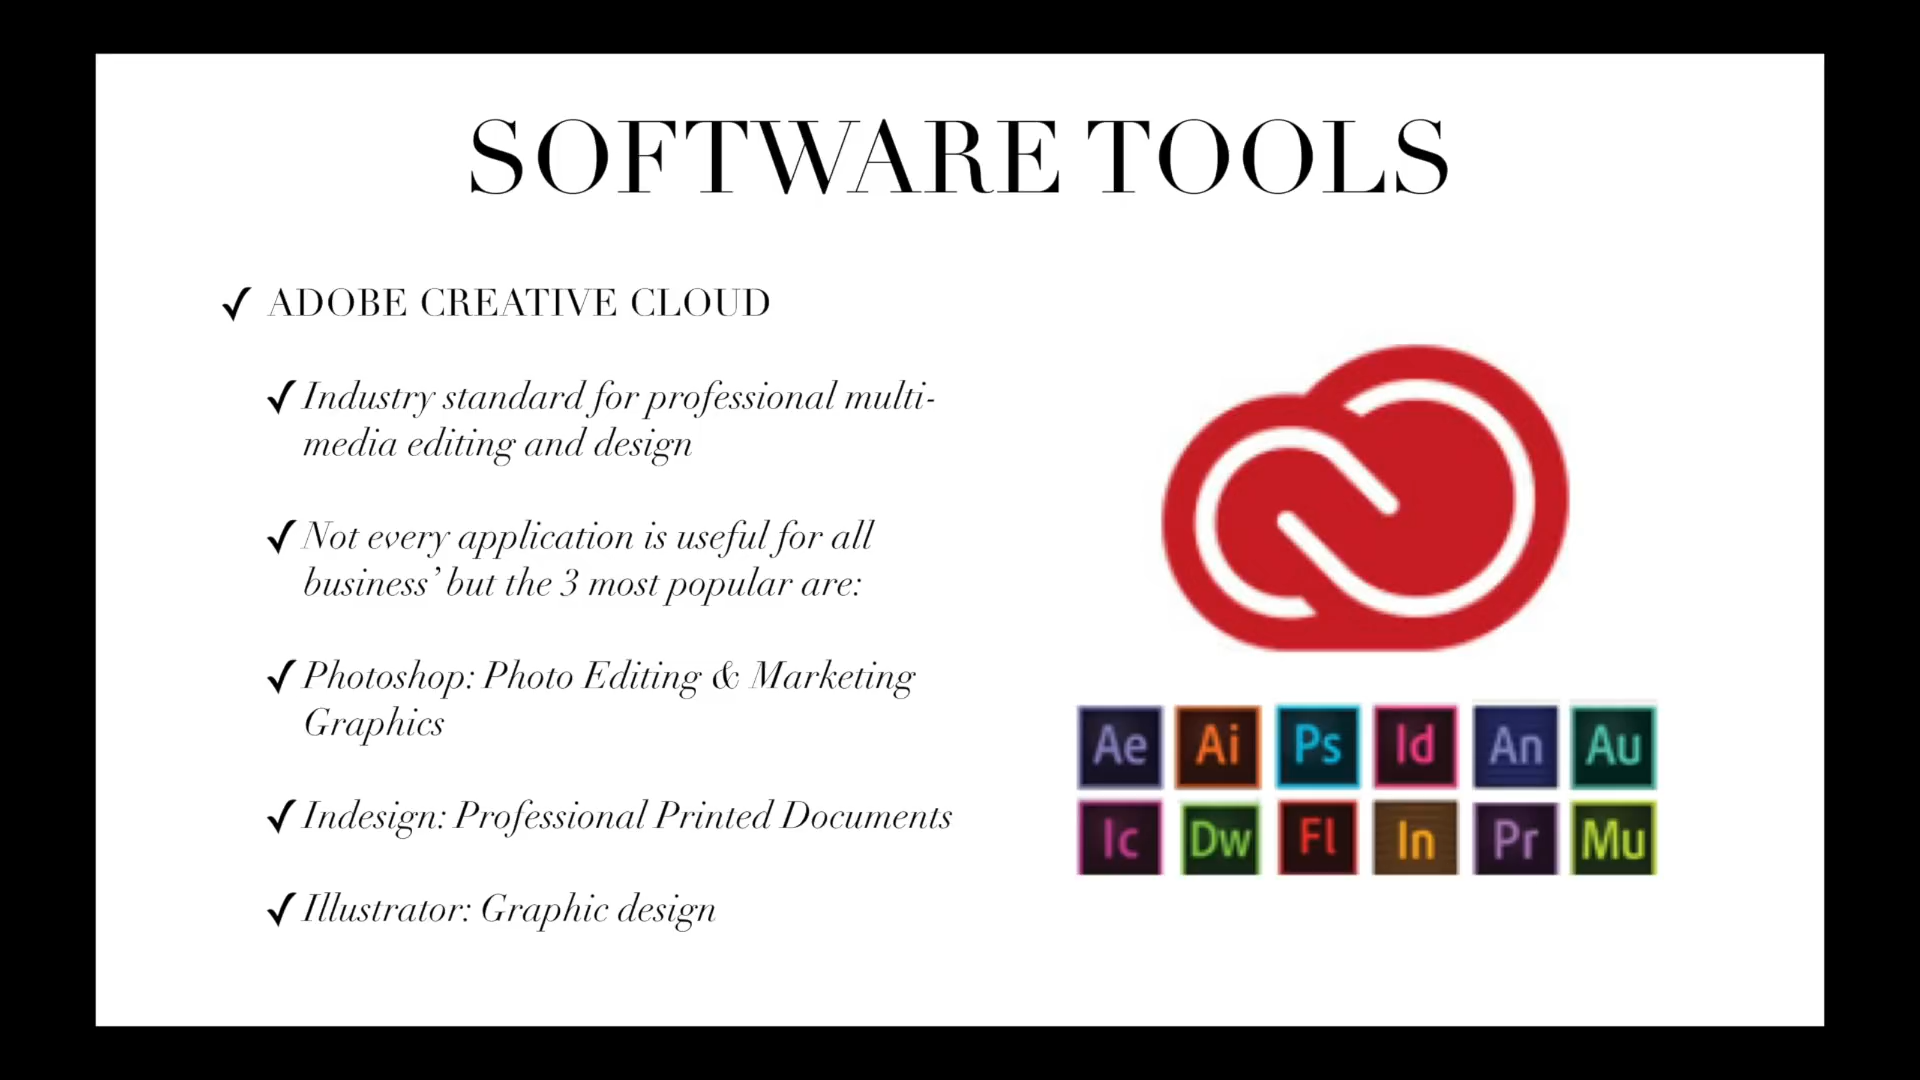 SOFTWARE TOOLS
✓ ADOBE CREATIVE CLOUD
✓ Industry standard for professional multi-
media editing and design
✓ Not every application is useful for all
business’ but the 3 most popular are:
✓ Photoshop: Photo Editing & Marketing
Graphics
✓ Indesign: Professional Printed Documents
✓ Illustrator: Graphic design
Ae Ai Ps Id An Au
Ic Dw Fl In Pr Mu